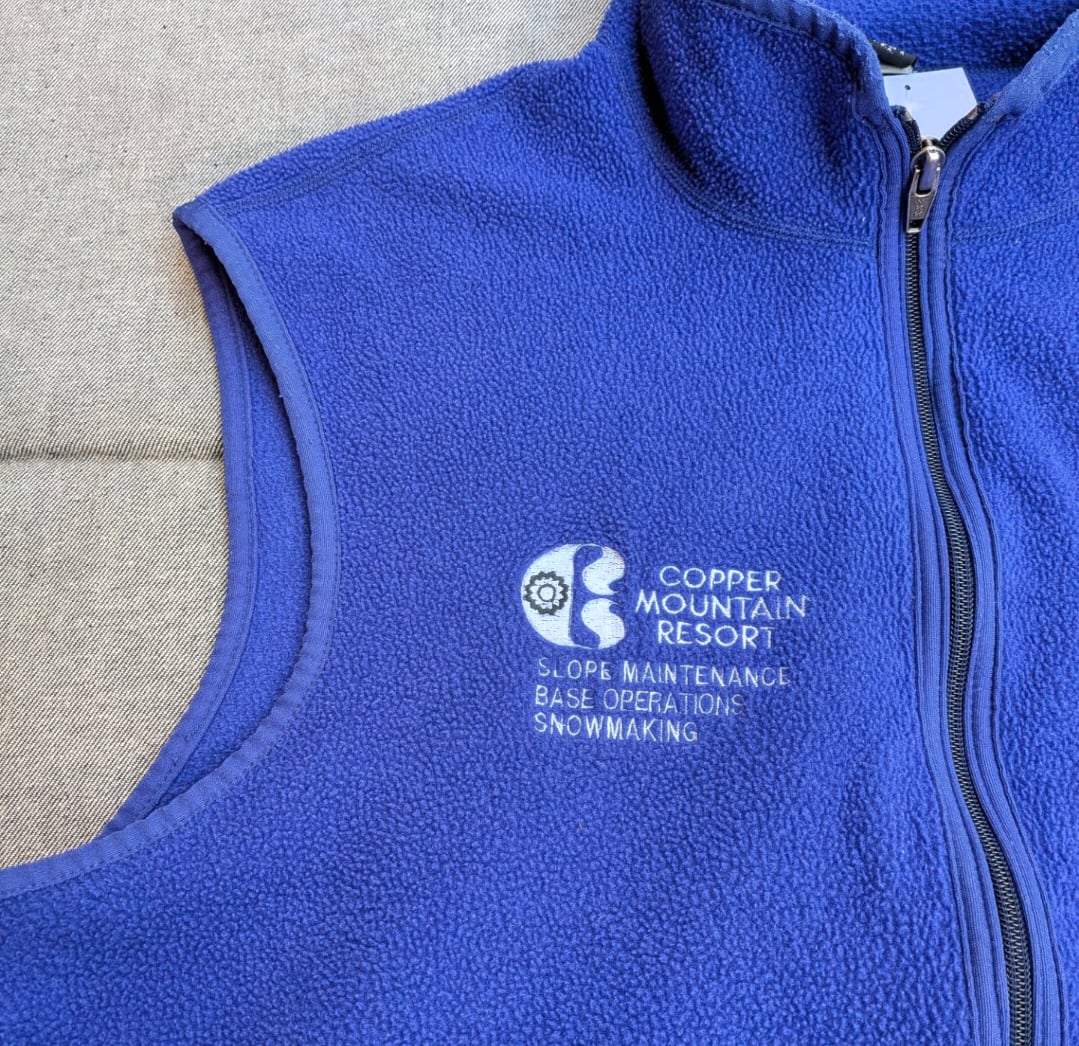 COPPER
MOUNTAIN
RESORT
SLOPE MAINTENANCE
BASE OPERATIONS
SNOWMAKING